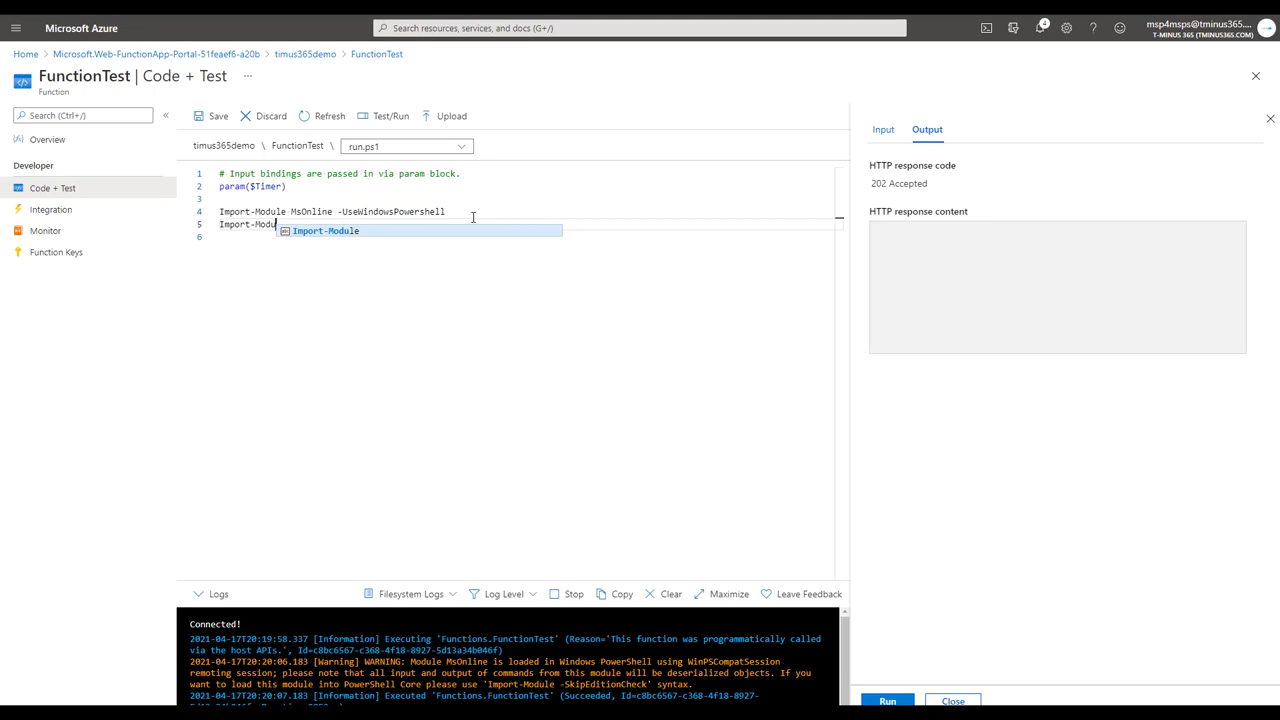 Microsoft Azure
Search resources, services, and docs (G+/)
4
msp4msps@tminus365....
T-MINUS 365 (TMINUS365.COM)
Home > Microsoft.Web-FunctionApp-Portal-51feaef6-a20b > timus365demo > FunctionTest
FunctionTest | Code + Test ...
Function
Search (Ctrl+/)
«
Overview
Developer
Code + Test
Integration
Monitor
Function Keys
Save Discard Refresh Test/Run Upload
timus365demo \ FunctionTest \ run.ps1
1 # Input bindings are passed in via param block.
2 param($Timer)
3
4 Import-Module MsOnline -UseWindowsPowershell
5 Import-Modu
Import-Module
6
Input Output
HTTP response code
202 Accepted
HTTP response content
Logs Filesystem Logs Log Level Stop Copy Clear Maximize Leave Feedback
Connected!
2021-04-17T20:19:58.337 [Information] Executing 'Functions.FunctionTest' (Reason='This function was programmatically called
via the host APIs.', Id=c8bc6567-c368-4f18-8927-5d13a34b046f)
2021-04-17T20:20:06.183 [Warning] WARNING: Module MsOnline is loaded in Windows PowerShell using WinPSCompatSession
remoting session; please note that all input and output of commands from this module will be deserialized objects. If you
want to load this module into PowerShell Core please use 'Import-Module -SkipEditionCheck' syntax.
2021-04-17T20:20:07.183 [Information] Executed 'Functions.FunctionTest' (Succeeded, Id=c8bc6567-c368-4f18-8927-
Run Close